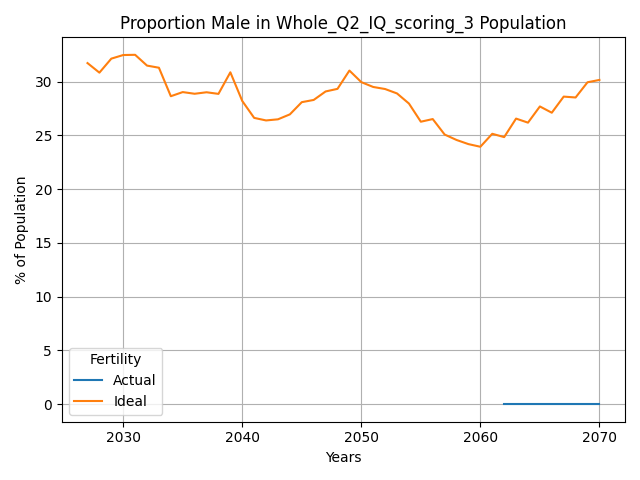 Proportion Male in Whole_Q2_IQ_scoring_3 Population
% of Population
30
25
20
15
10
5
0
Fertility
Actual
Ideal
2030 2040 2050 2060 2070
Years